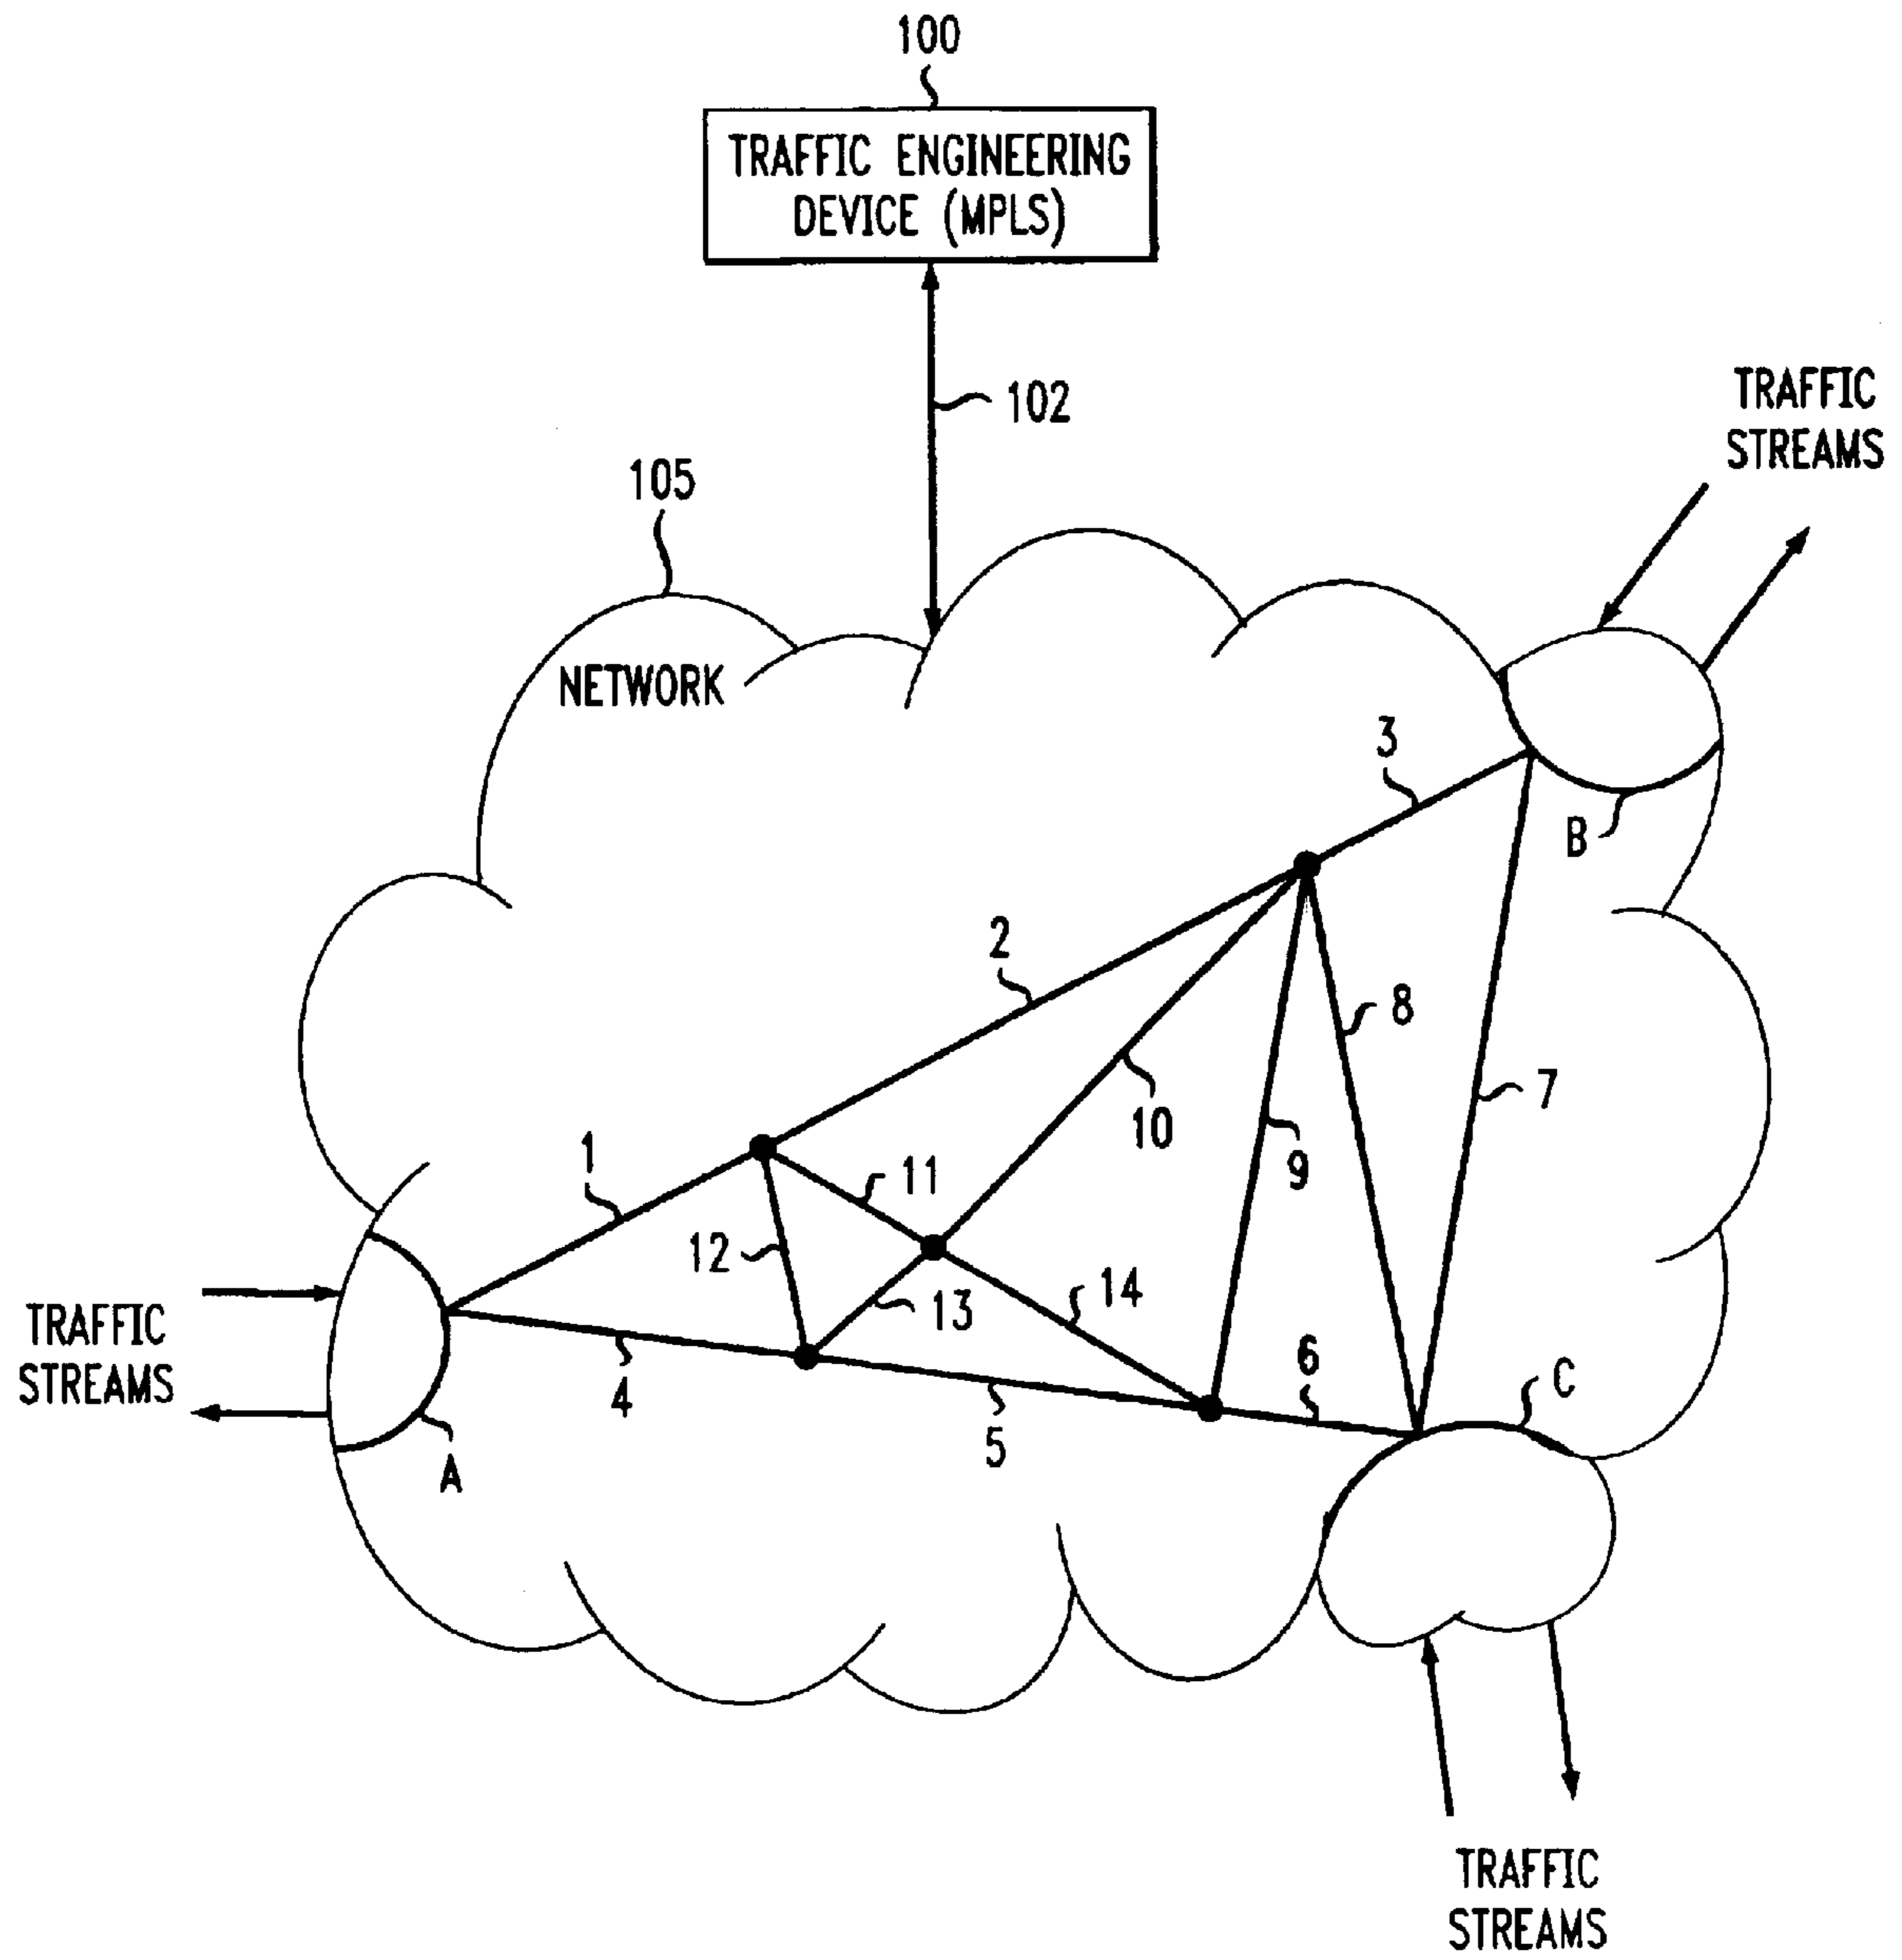 100
TRAFFIC ENGINEERING
DEVICE (MPLS)
102
TRAFFIC
STREAMS
105
NETWORK
3
B
2
8
7
10
9
1
11
12
14
13
TRAFFIC
STREAMS
4
6
C
5
A
TRAFFIC
STREAMS